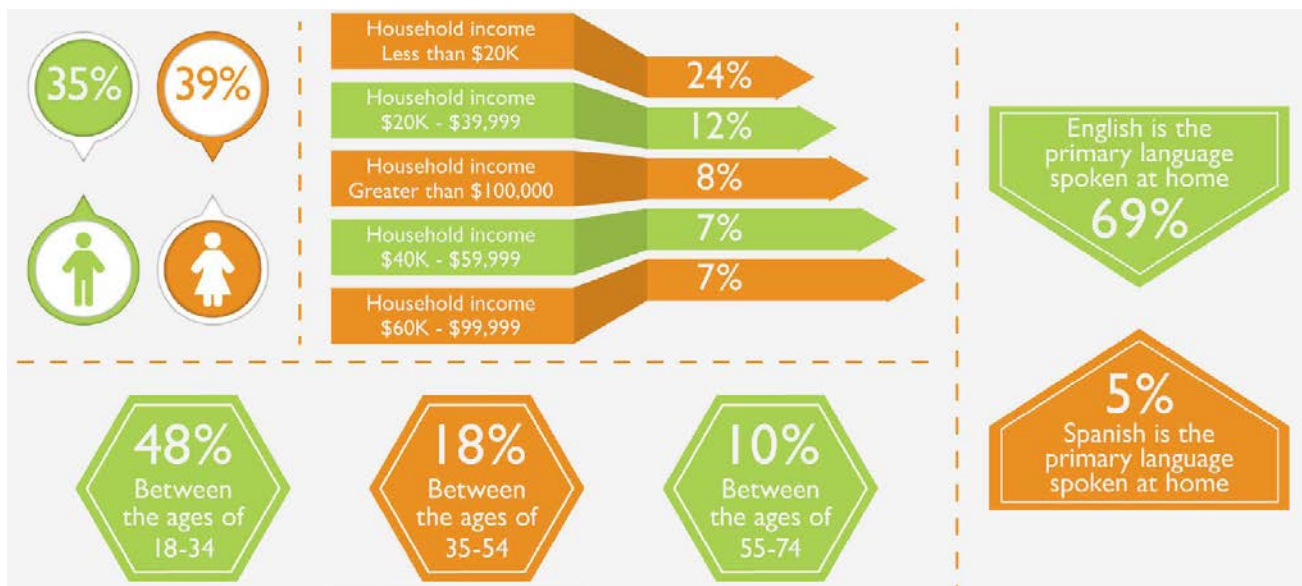 35%
39%
Household income
Less than $20K
24%
Household income
$20K - $39,999
12%
Household income
Greater than $100,000
8%
Household income
$40K - $59,999
7%
Household income
$60K - $99,999
7%
English is the
primary language
spoken at home
69%
5%
Spanish is the
primary language
spoken at home
48%
Between
the ages of
18-34
18%
Between
the ages of
35-54
10%
Between
the ages of
55-74